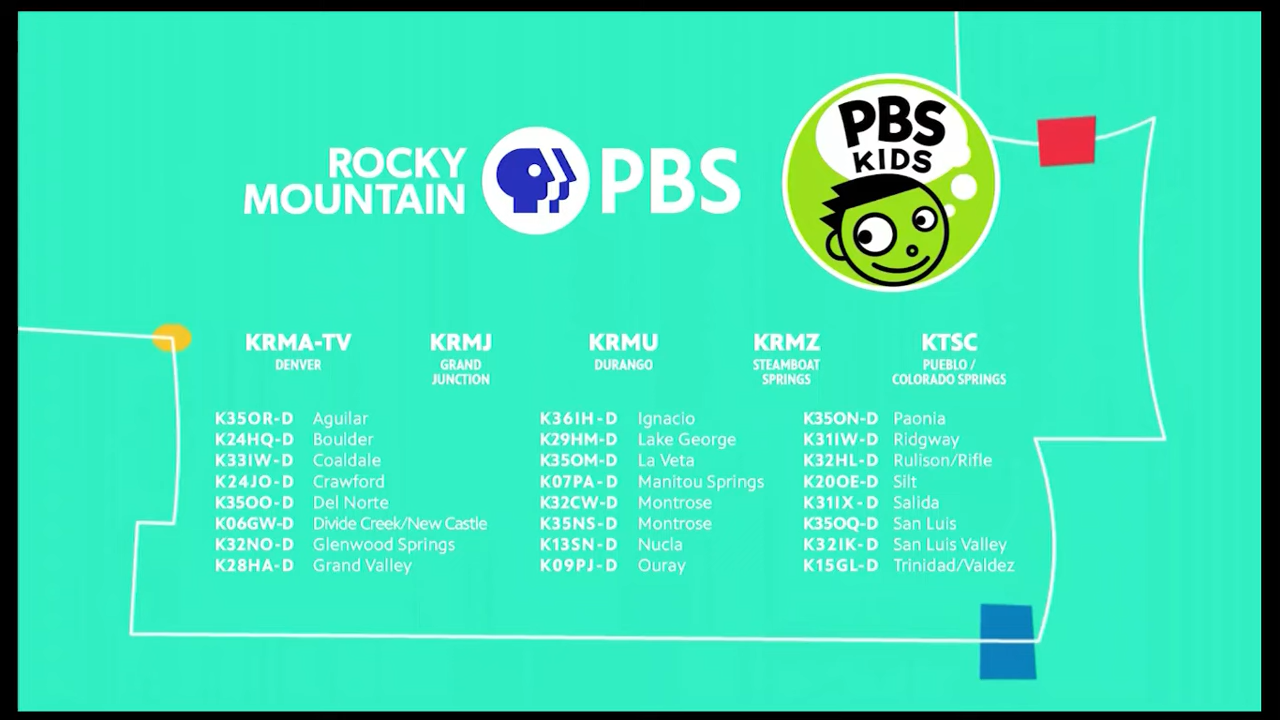 ROCKY
MOUNTAIN
PBS
PBS
KIDS
KRMA-TV
DENVER
KRMJ
GRAND
JUNCTION
KRMU
DURANGO
KRMZ
STEAMBOAT
SPRINGS
KTSC
PUEBLO /
COLORADO SPRINGS
K35OR-D Aguilar
K24HQ-D Boulder
K33IW-D Coaldale
K24JO-D Crawford
K35OO-D Del Norte
K06GW-D Divide Creek/New Castle
K32NO-D Glenwood Springs
K28HA-D Grand Valley
K36IH-D Ignacio
K29HM-D Lake George
K35OM-D La Veta
K07PA-D Manitou Springs
K32CW-D Montrose
K35NS-D Montrose
K13SN-D Nucla
K09PJ-D Ouray
K35ON-D Paonia
K31IW-D Ridgway
K32HL-D Rulison/Rifle
K20OE-D Silt
K31IX-D Salida
K35OQ-D San Luis
K32IK-D San Luis Valley
K15GL-D Trinidad/Valdez